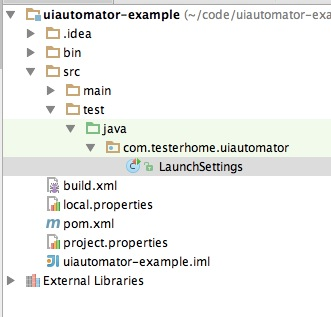 uiautomator-example (~/code/uiautomator-ex
.idea
bin
src
main
test
java
com.testerhome.uiautomator
LaunchSettings
build.xml
local.properties
m pom.xml
project.properties
uiautomator-example.iml
External Libraries